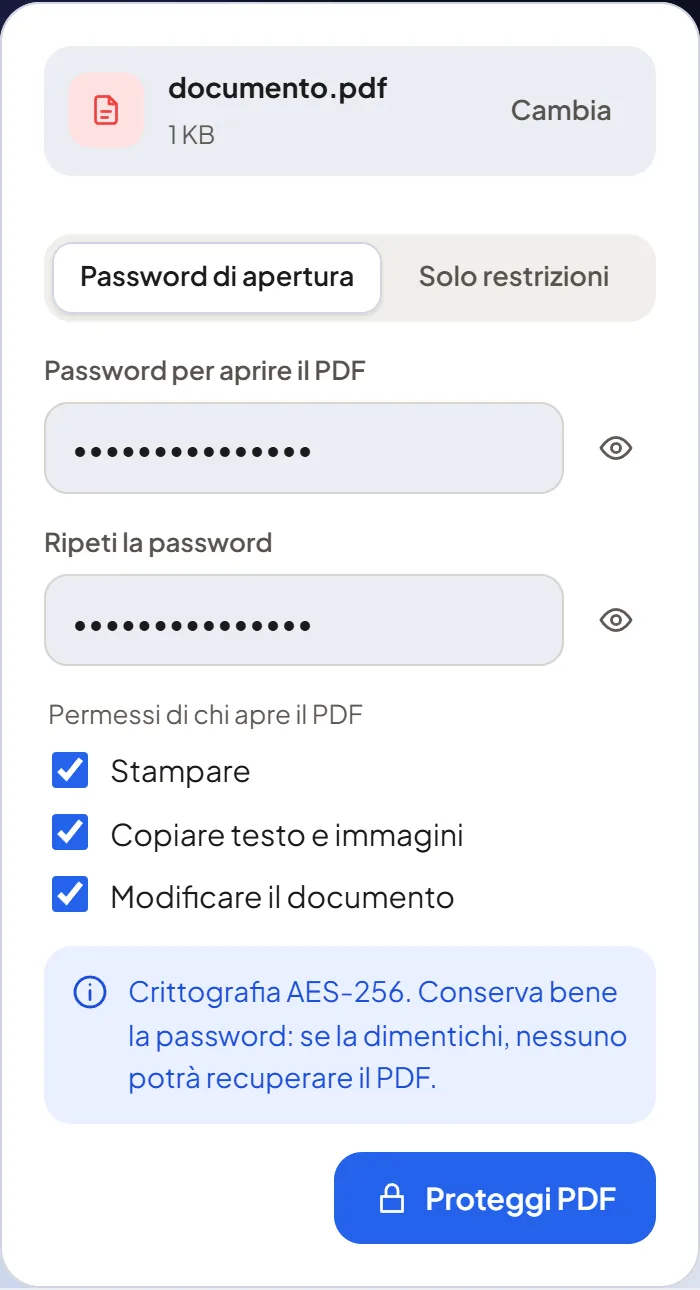 documento.pdf
1 KB
Cambia
Password di apertura
Solo restrizioni
Password per aprire il PDF
•••••••••••••••
Ripeti la password
•••••••••••••••
Permessi di chi apre il PDF
Stampare
Copiare testo e immagini
Modificare il documento
Crittografia AES-256. Conserva bene
la password: se la dimentichi, nessuno
potrà recuperare il PDF.
Proteggi PDF